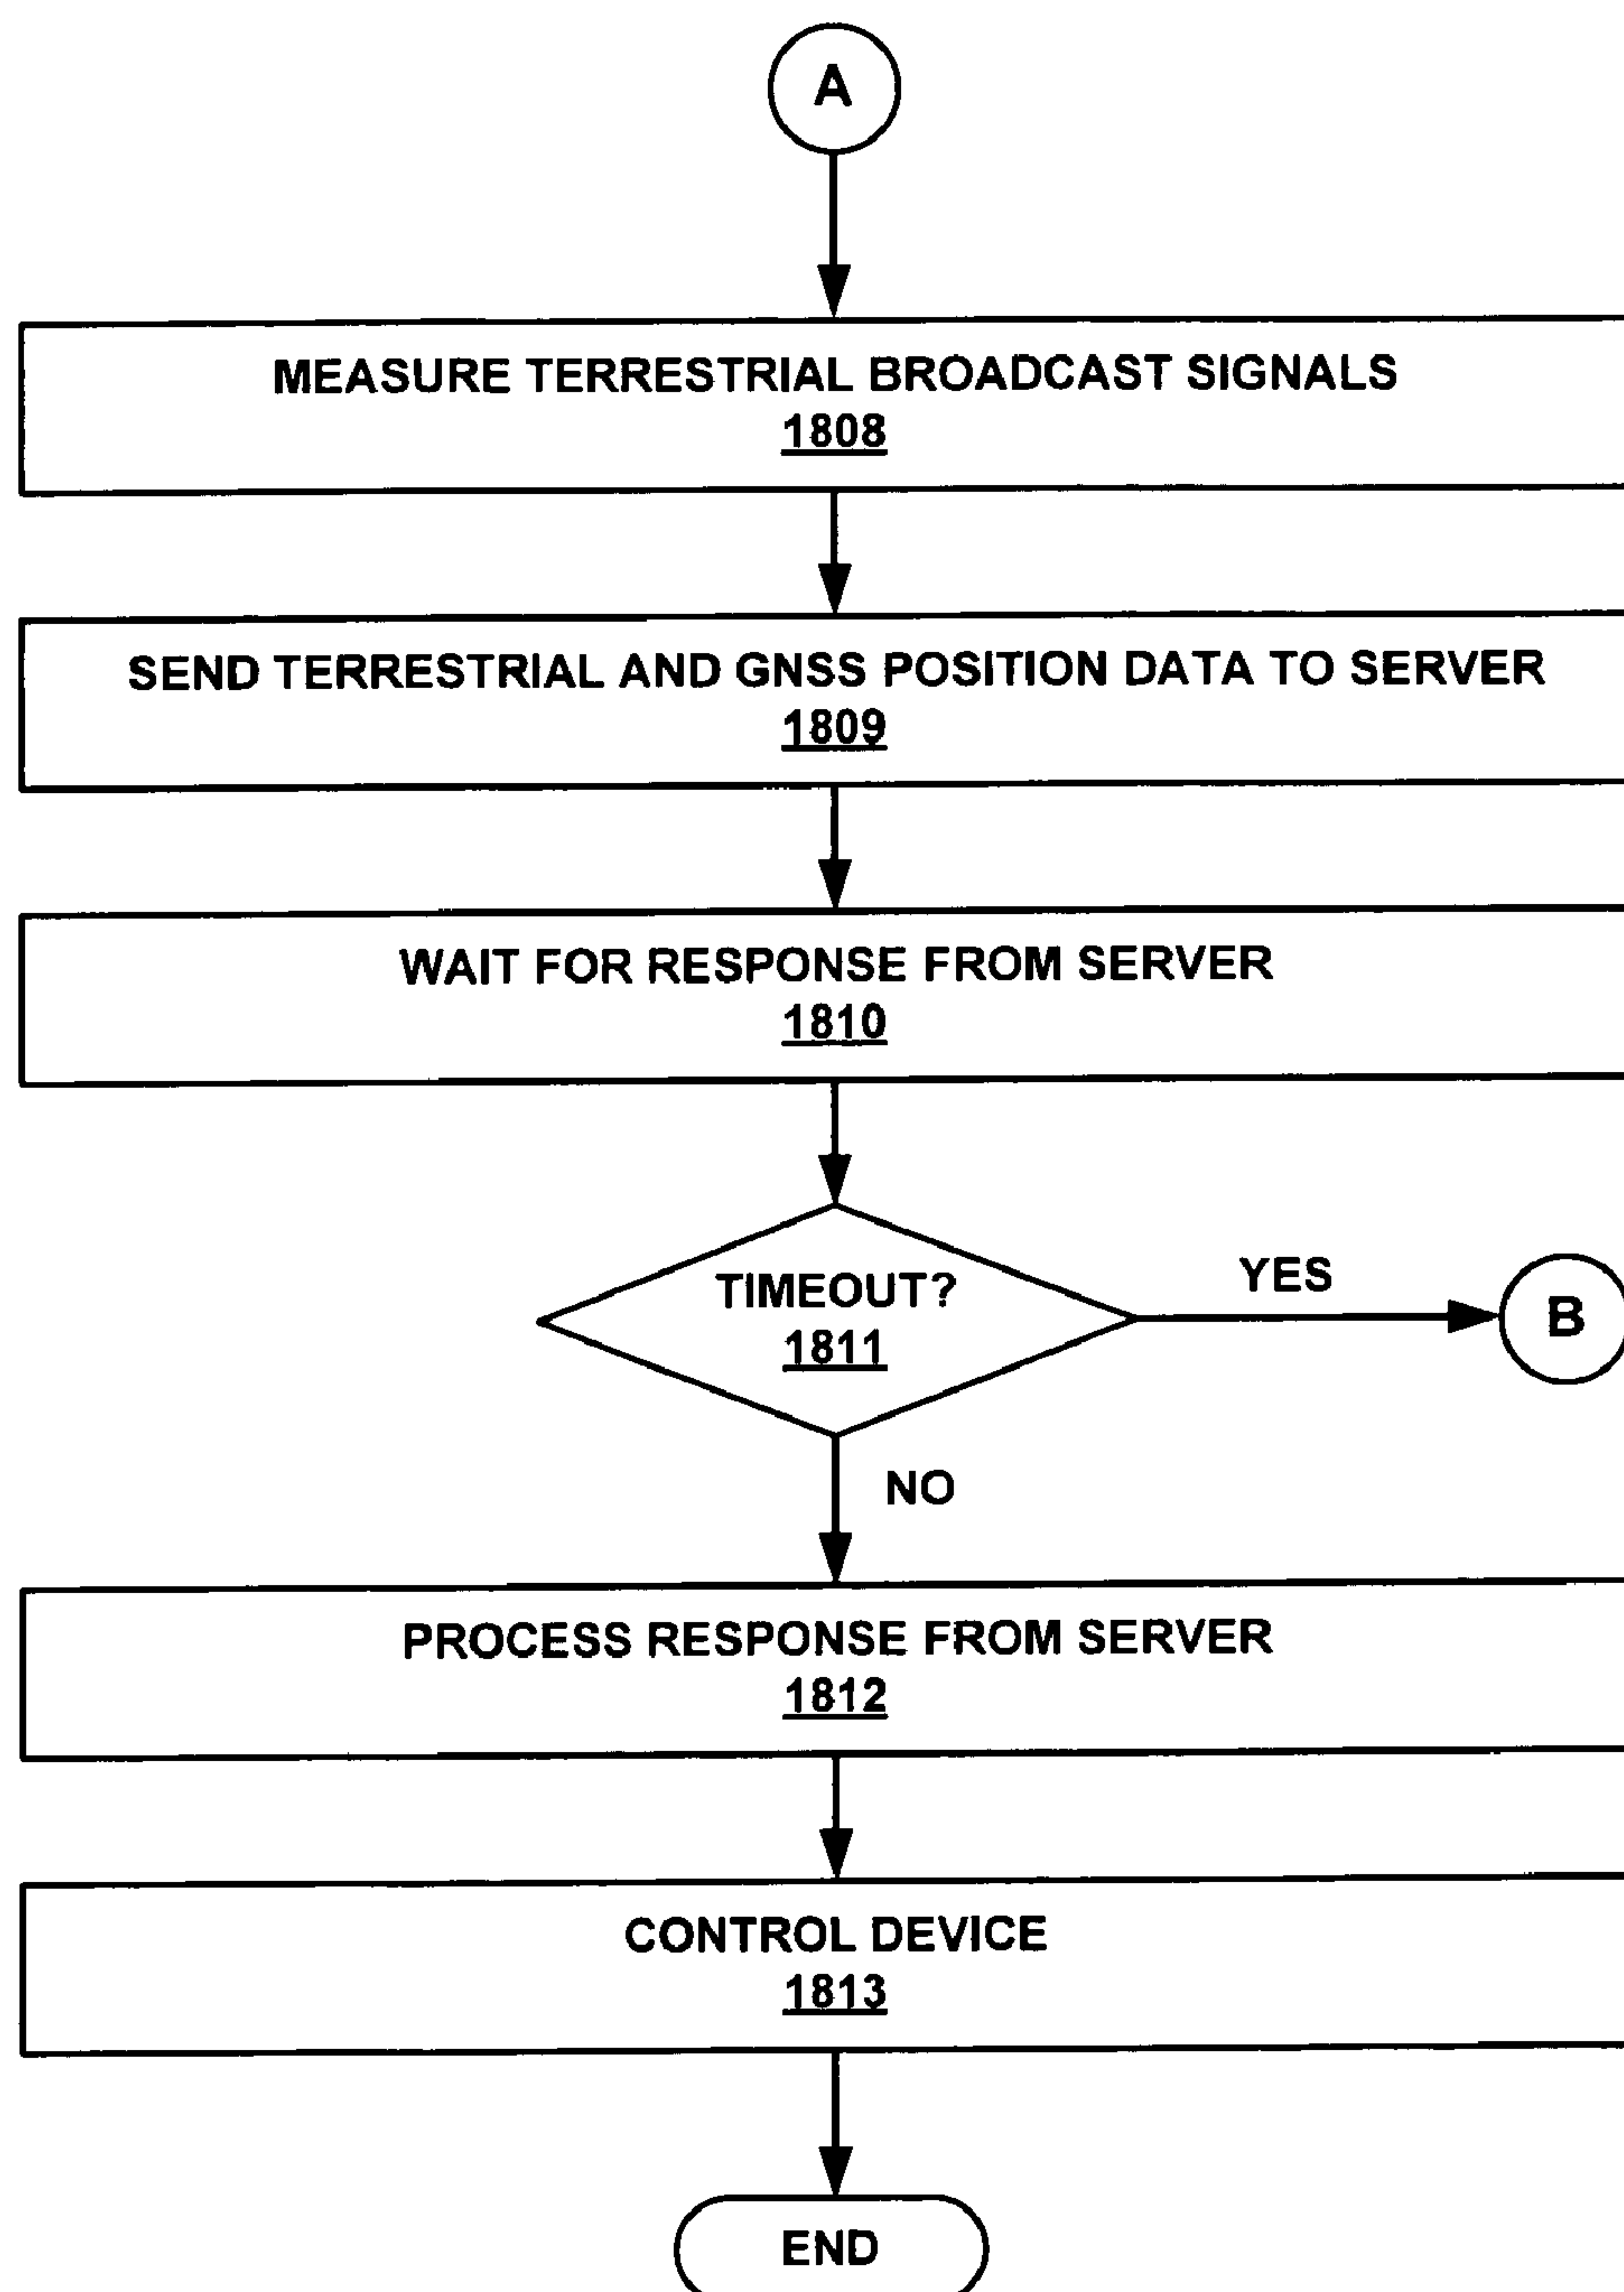 A
MEASURE TERRESTRIAL BROADCAST SIGNALS
1808
SEND TERRESTRIAL AND GNSS POSITION DATA TO SERVER
1809
WAIT FOR RESPONSE FROM SERVER
1810
TIMEOUT?
1811
YES
B
NO
PROCESS RESPONSE FROM SERVER
1812
CONTROL DEVICE
1813
END